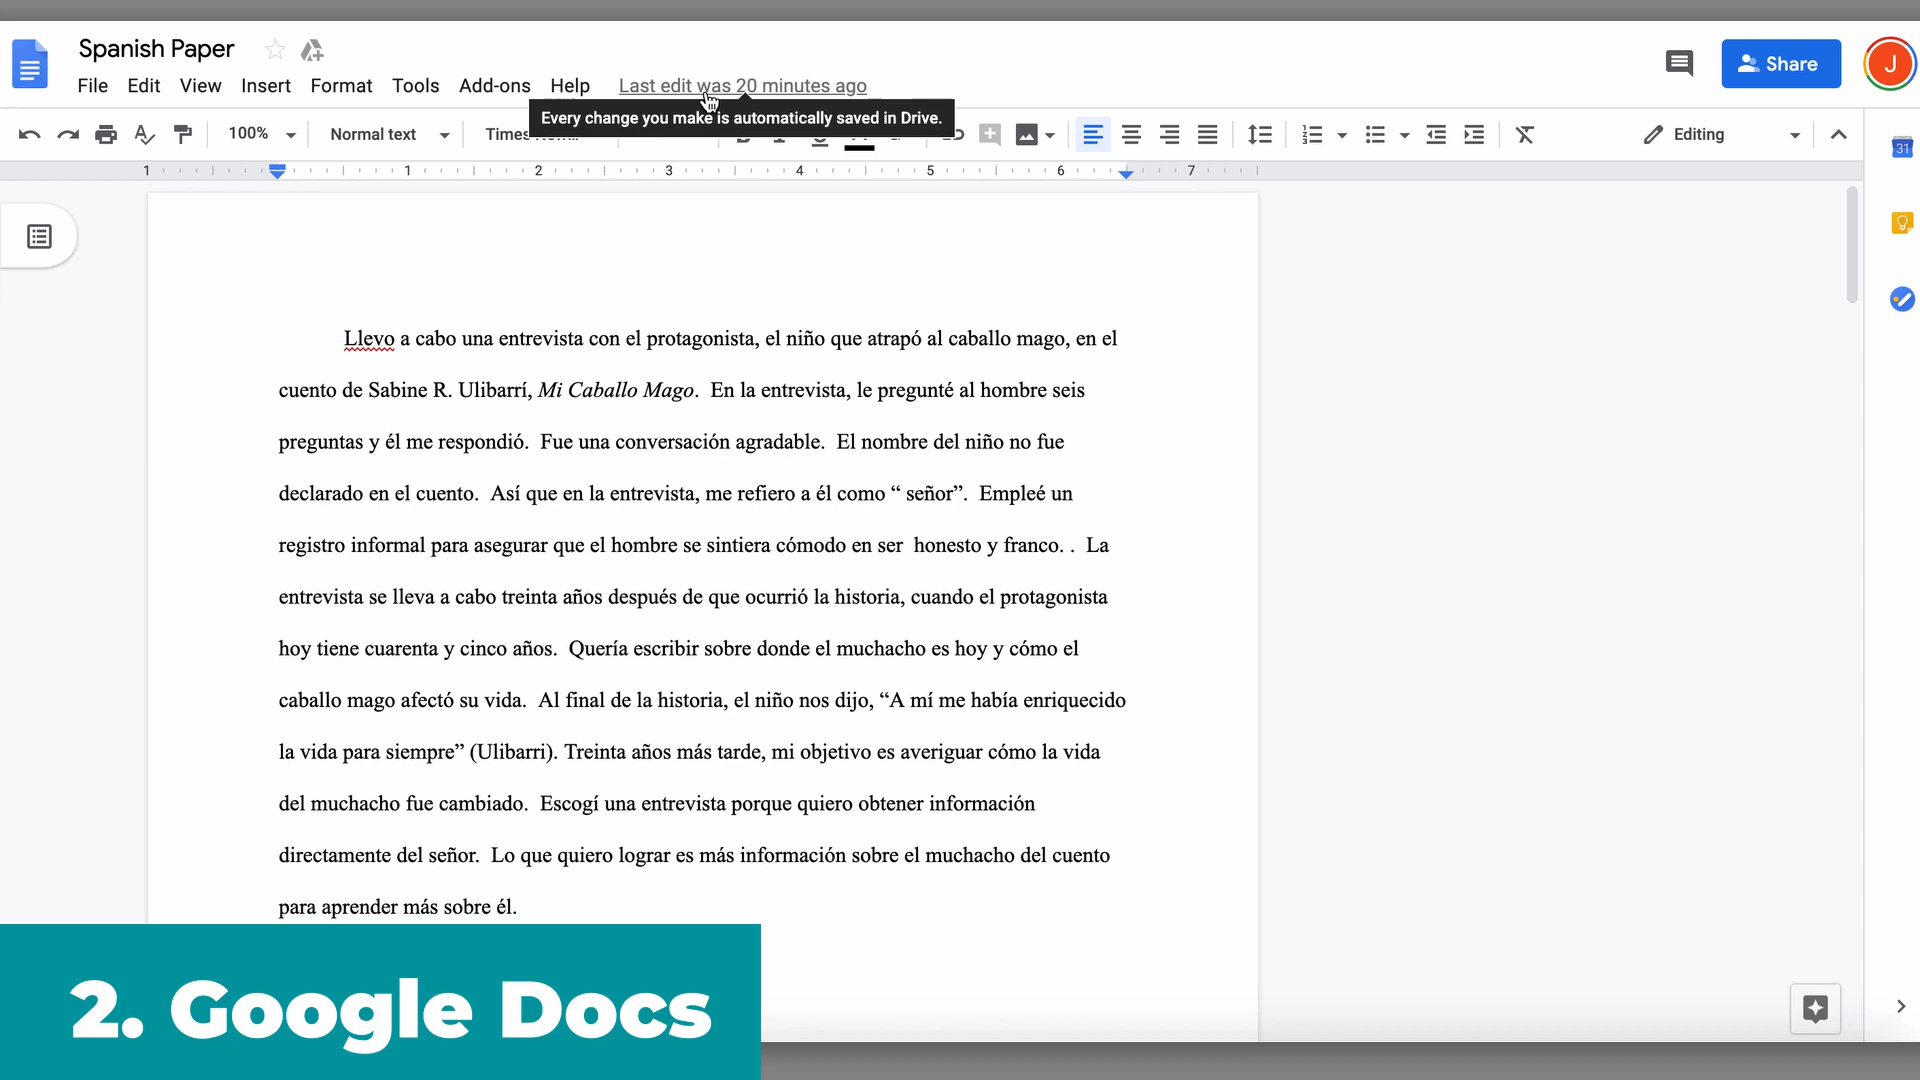 Spanish Paper
File Edit View Insert Format Tools Add-ons Help Last edit was 20 minutes ago
Share
J
Every change you make is automatically saved in Drive.
100% Normal text Times Editing
31
1 1 2 3 4 5 6 7
Llevo a cabo una entrevista con el protagonista, el niño que atrapó al caballo mago, en el
cuento de Sabine R. Ulibarrí, Mi Caballo Mago.  En la entrevista, le pregunté al hombre seis
preguntas y él me respondió.  Fue una conversación agradable.  El nombre del niño no fue
declarado en el cuento.  Así que en la entrevista, me refiero a él como “ señor”.  Empleé un
registro informal para asegurar que el hombre se sintiera cómodo en ser  honesto y franco. .  La
entrevista se lleva a cabo treinta años después de que ocurrió la historia, cuando el protagonista
hoy tiene cuarenta y cinco años.  Quería escribir sobre donde el muchacho es hoy y cómo el
caballo mago afectó su vida.  Al final de la historia, el niño nos dijo, “A mí me había enriquecido
la vida para siempre” (Ulibarri). Treinta años más tarde, mi objetivo es averiguar cómo la vida
del muchacho fue cambiado.  Escogí una entrevista porque quiero obtener información
directamente del señor.  Lo que quiero lograr es más información sobre el muchacho del cuento
para aprender más sobre él.
2. Google Docs